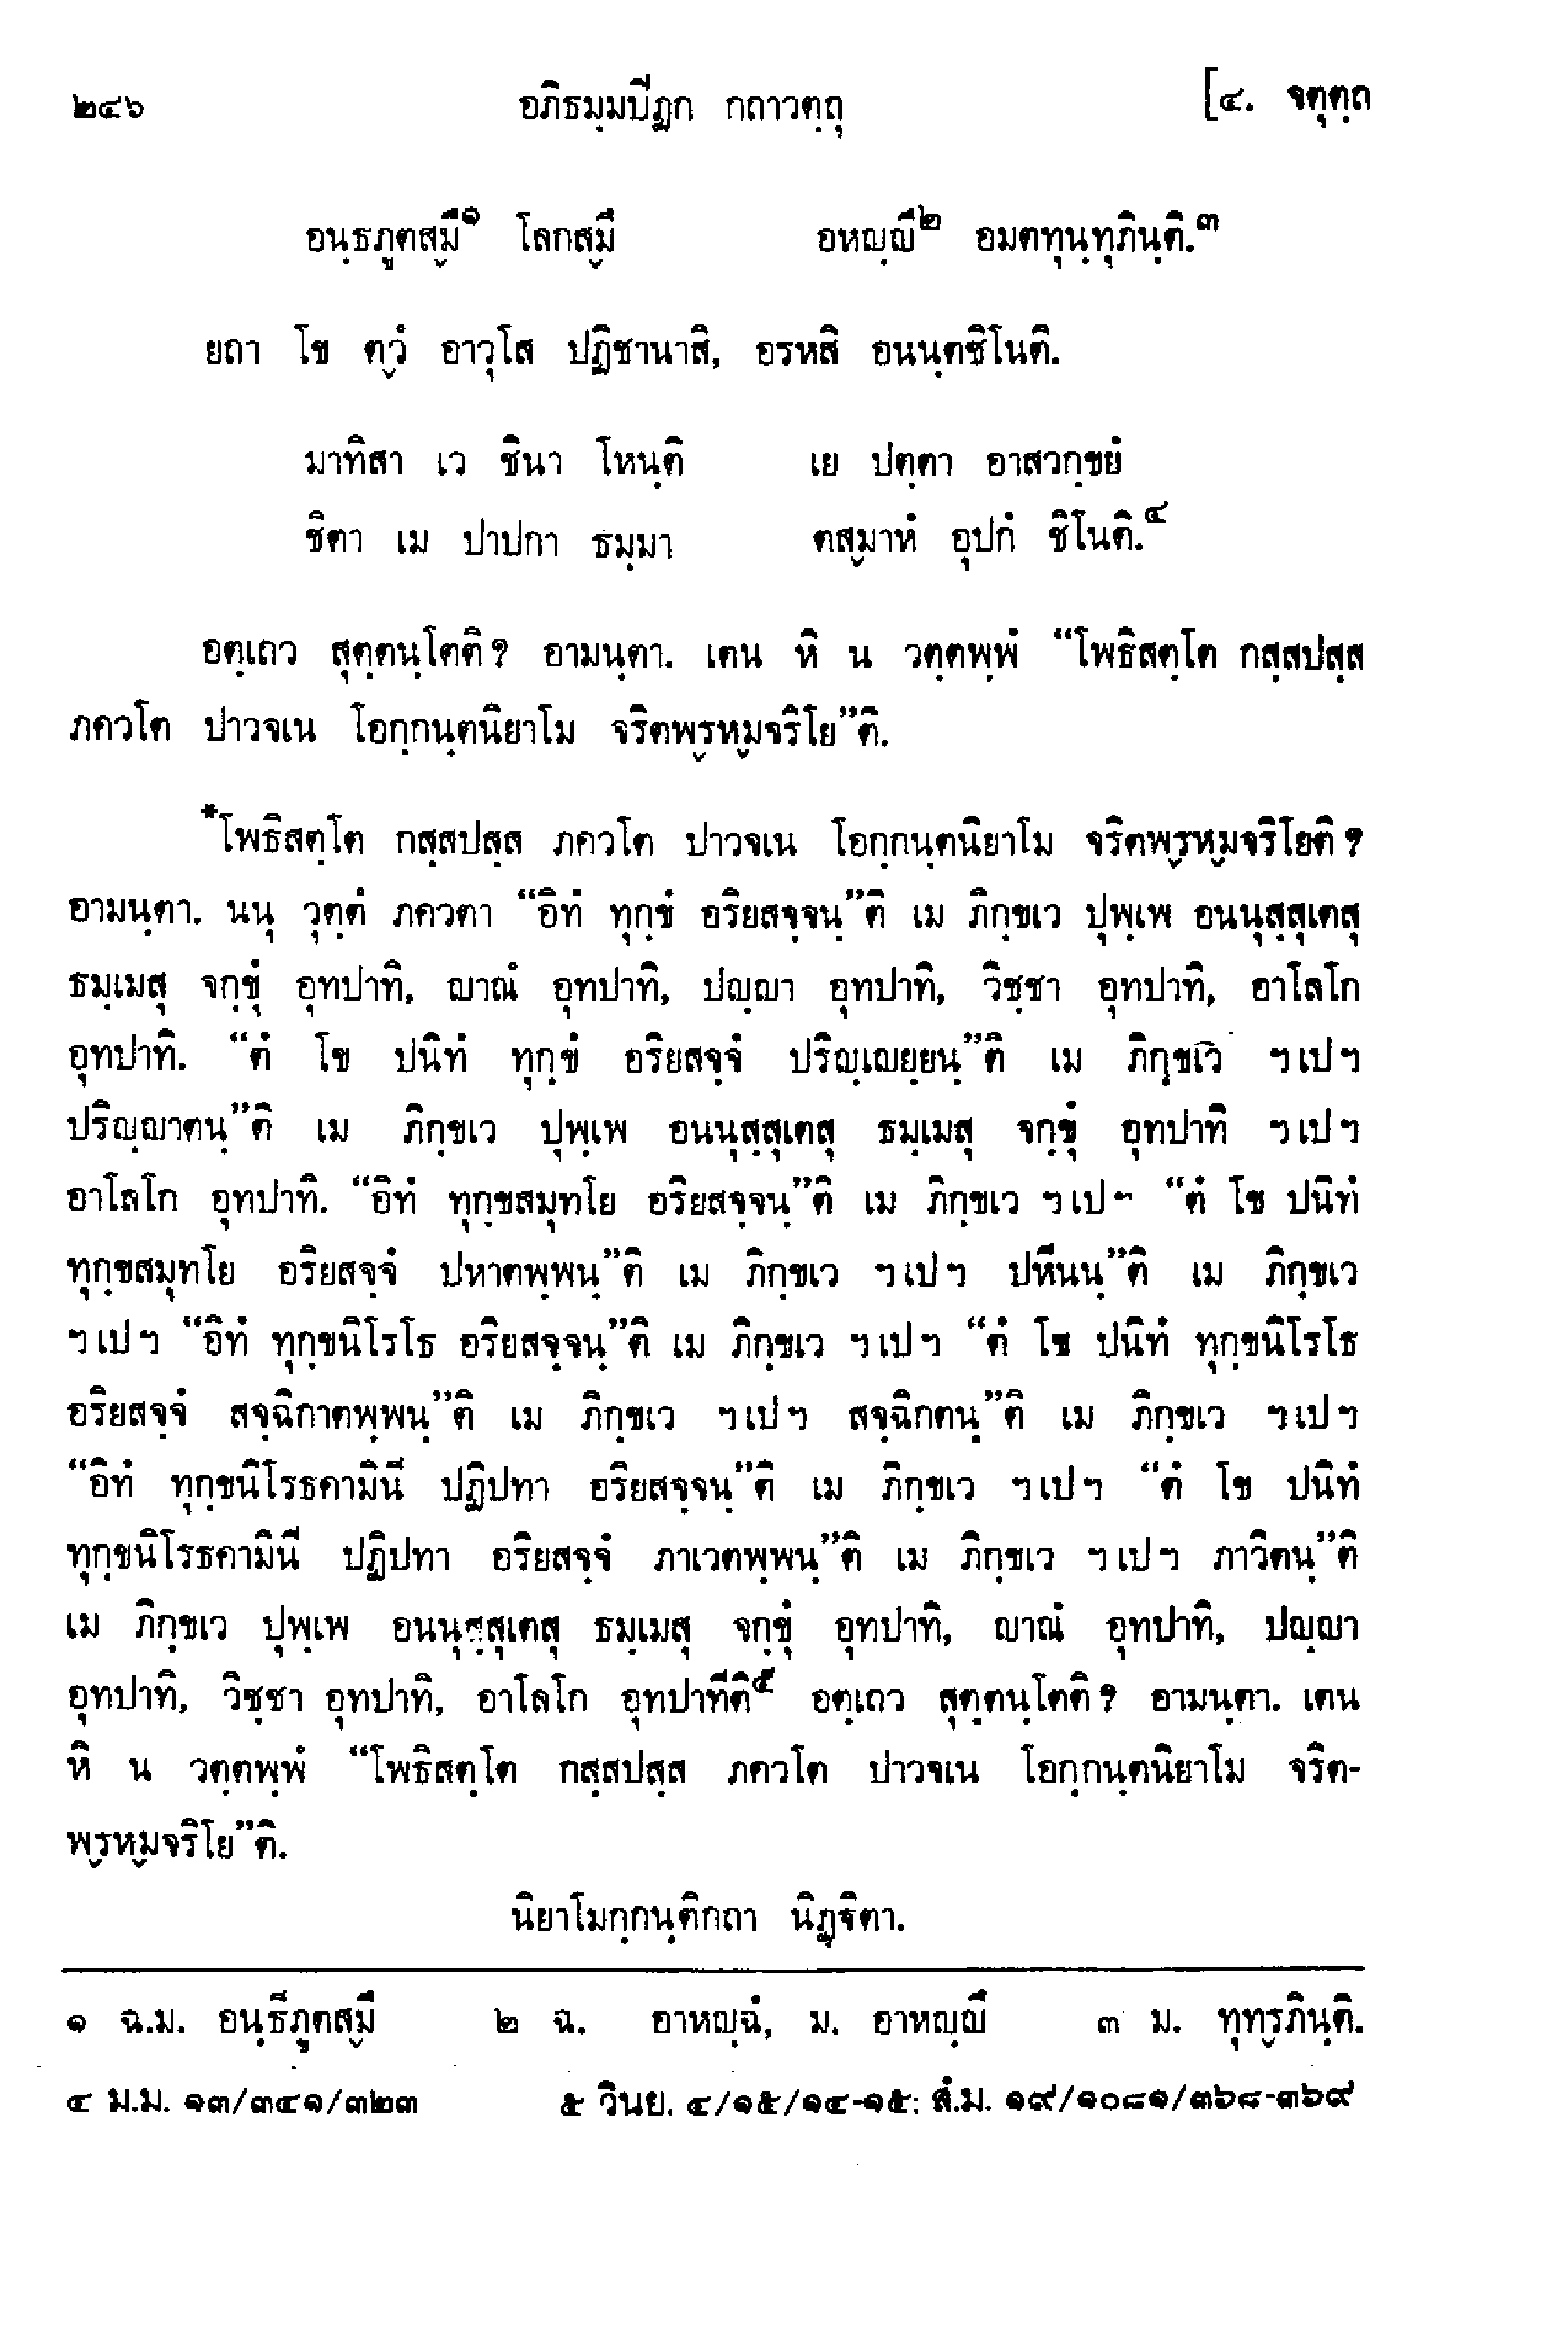 ๒๔๖ อภิธมฺมปีฏก กถาวตฺถุ [๔. จตุตฺถ
อนฺธภูตสฺมึ๑ โลกสฺมึ อหญฺญึ๒ อมตทุนฺทุภินฺติ.๓
ยถา โข ตฺวํ อาวุโส ปฏิชานาสิ, อรหสิ อนนฺตชิโนติ.
มาทิสา เว ชินา โหนฺติ เย ปตฺตา อาสวกฺขยํ
ชิตา เม ปาปกา ธมฺมา ตสฺมาหํ อุปกํ ชิโนติ.๔
อตฺเถว สุตฺตนฺโตติ? อามนฺตา. เตน หิ น วตฺตพฺพํ “โพธิสตฺโต กสฺสปสฺส
ภควโต ปาวจเน โอกฺกนฺตนิยาโม จริตพฺรหฺมจริโย”ติ.
*โพธิสตฺโต กสฺสปสฺส ภควโต ปาวจเน โอกฺกนฺตนิยาโม จริตพฺรหฺมจริโยติ?
อามนฺตา. นนุ วุตฺตํ ภควตา “อิทํ ทุกฺขํ อริยสจฺจนฺ”ติ เม ภิกฺขเว ปุพฺเพ อนนุสฺสุเตสุ
ธมฺเมสุ จกฺขุํ อุทปาทิ, ญาณํ อุทปาทิ, ปญฺญา อุทปาทิ, วิชฺชา อุทปาทิ, อาโลโก
อุทปาทิ. “ตํ โข ปนิทํ ทุกฺขํ อริยสจฺจํ ปริญฺเญยฺยนฺ”ติ เม ภิกฺขเว ฯเปฯ
ปริญฺญาตนฺ”ติ เม ภิกฺขเว ปุพฺเพ อนนุสฺสุเตสุ ธมฺเมสุ จกฺขุํ อุทปาทิ ฯเปฯ
อาโลโก อุทปาทิ. “อิทํ ทุกฺขสมุทโย อริยสจฺจนฺ”ติ เม ภิกฺขเว ฯเปฯ “ตํ โข ปนิทํ
ทุกฺขสมุทโย อริยสจฺจํ ปหาตพฺพนฺ”ติ เม ภิกฺขเว ฯเปฯ ปหีนนฺ”ติ เม ภิกฺขเว
ฯเปฯ “อิทํ ทุกฺขนิโรโธ อริยสจฺจนฺ”ติ เม ภิกฺขเว ฯเปฯ “ตํ โข ปนิทํ ทุกฺขนิโรโธ
อริยสจฺจํ สจฺฉิกาตพฺพนฺ”ติ เม ภิกฺขเว ฯเปฯ สจฺฉิกตนฺ”ติ เม ภิกฺขเว ฯเปฯ
“อิทํ ทุกฺขนิโรธคามินี ปฏิปทา อริยสจฺจนฺ”ติ เม ภิกฺขเว ฯเปฯ “ตํ โข ปนิทํ
ทุกฺขนิโรธคามินี ปฏิปทา อริยสจฺจํ ภาเวตพฺพนฺ”ติ เม ภิกฺขเว ฯเปฯ ภาวิตนฺ”ติ
เม ภิกฺขเว ปุพฺเพ อนนุสฺสุเตสุ ธมฺเมสุ จกฺขุํ อุทปาทิ, ญาณํ อุทปาทิ, ปญฺญา
อุทปาทิ, วิชฺชา อุทปาทิ, อาโลโก อุทปาทีติ๕ อตฺเถว สุตฺตนฺโตติ? อามนฺตา. เตน
หิ น วตฺตพฺพํ “โพธิสตฺโต กสฺสปสฺส ภควโต ปาวจเน โอกฺกนฺตนิยาโม จริต-
พฺรหฺมจริโย”ติ.
นิยาโมกฺกนฺติกถา นิฏฺฐิตา.
๑ ฉ.ม. อนฺธีภูตสฺมึ ๒ ฉ. อาหญฺฉํ, ม. อาหญฺญึ ๓ ม. ทุทฺรภินฺติ.
๔ ม.ม. ๑๓/๓๔๑/๓๒๓ ๕ วินย. ๔/๑๕/๑๔-๑๕; สํ.ม. ๑๙/๑๐๘๑/๓๖๘-๓๖๙